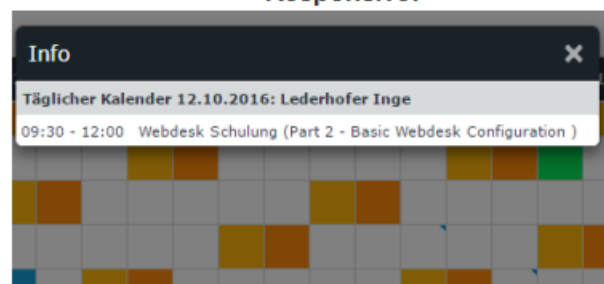 Info
Täglicher Kalender 12.10.2016: Lederhofer Inge
09:30 - 12:00 Webdesk Schulung (Part 2 - Basic Webdesk Configuration )